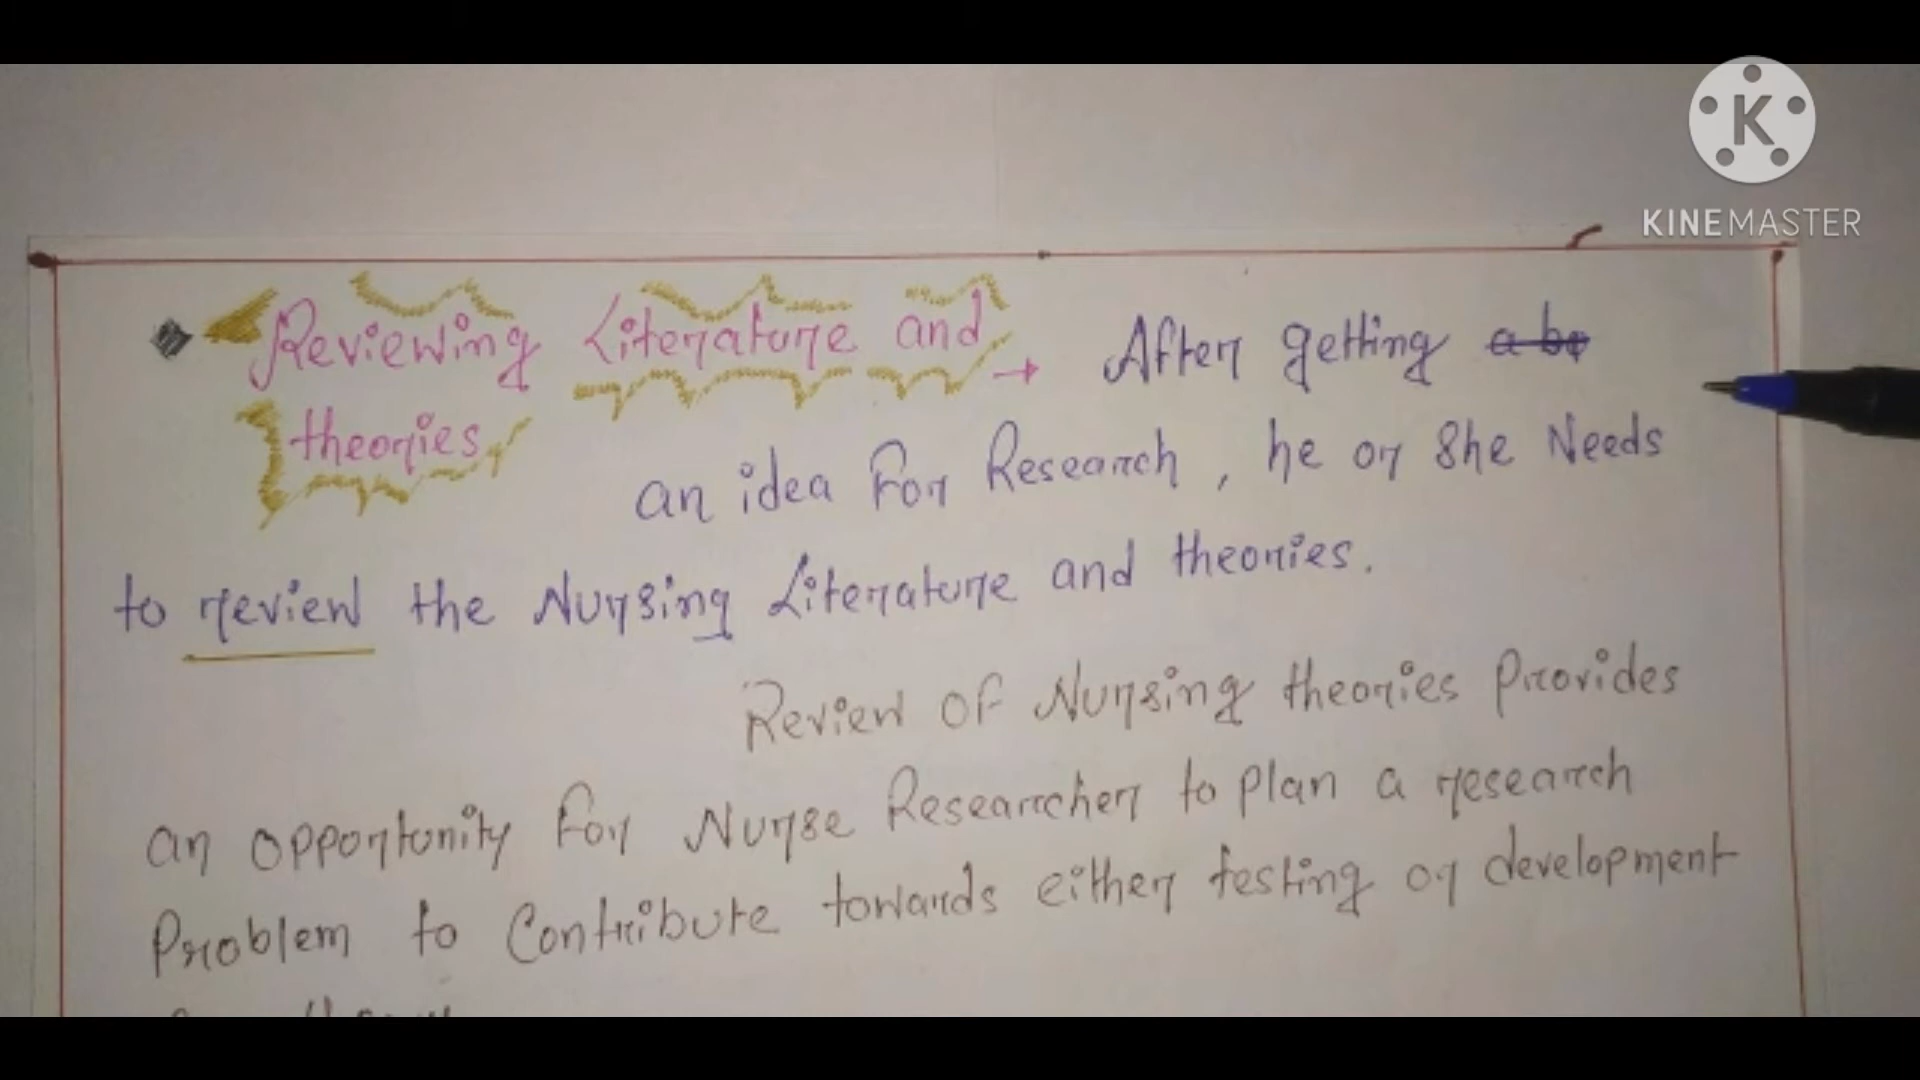 KINEMASTER
Reviewing Literature and → After getting
theories
an idea For Research, he or she Needs
to review the Nursing Literature and theories.
Review OF Nursing theories Provides
an opportunity For Nurse Researcher to plan a research
Problem to Contribute towards either testing or development